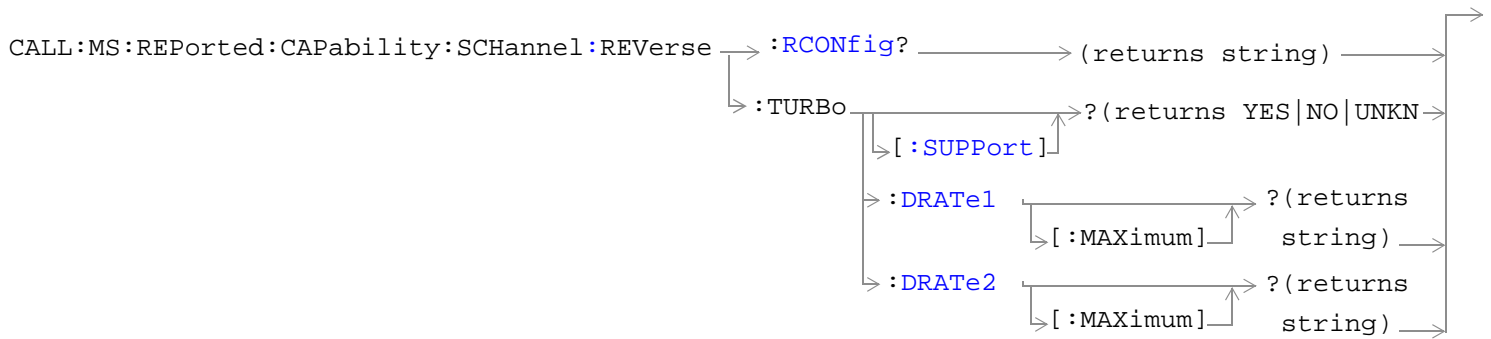 CALL:MS:REPorted:CAPability:SCHannel:REVerse :RCONfig? (returns string)
:TURBo ?(returns YES|NO|UNKN
[:SUPPort]
:DRATe1 ?(returns
[:MAXimum] string)
:DRATe2 ?(returns
[:MAXimum] string)